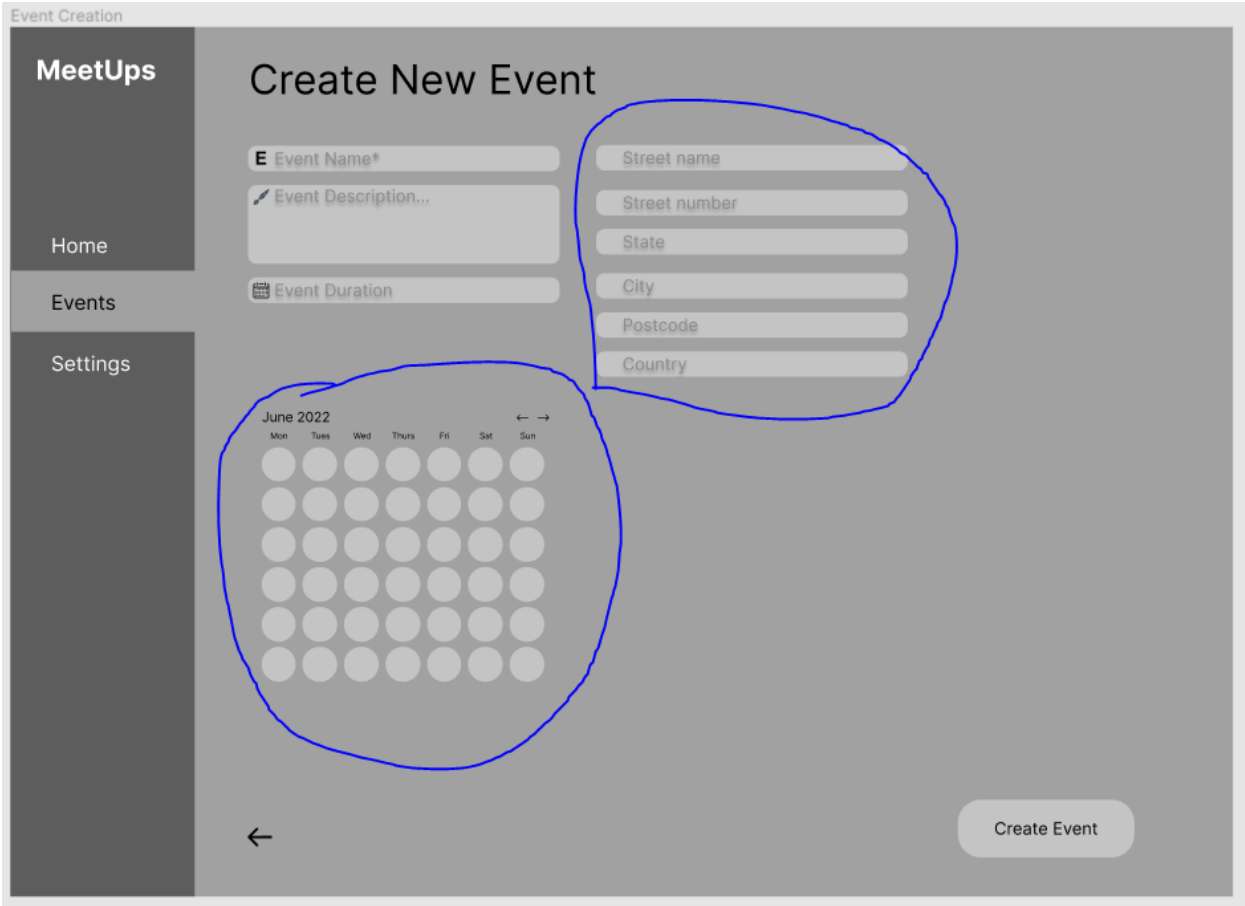 Event Creation
MeetUps
Home
Events
Settings
Create New Event
E Event Name*
Event Description...
Event Duration
Street name
Street number
State
City
Postcode
Country
June 2022 ← →
Mon Tues Wed Thurs Fri Sat Sun
←
Create Event